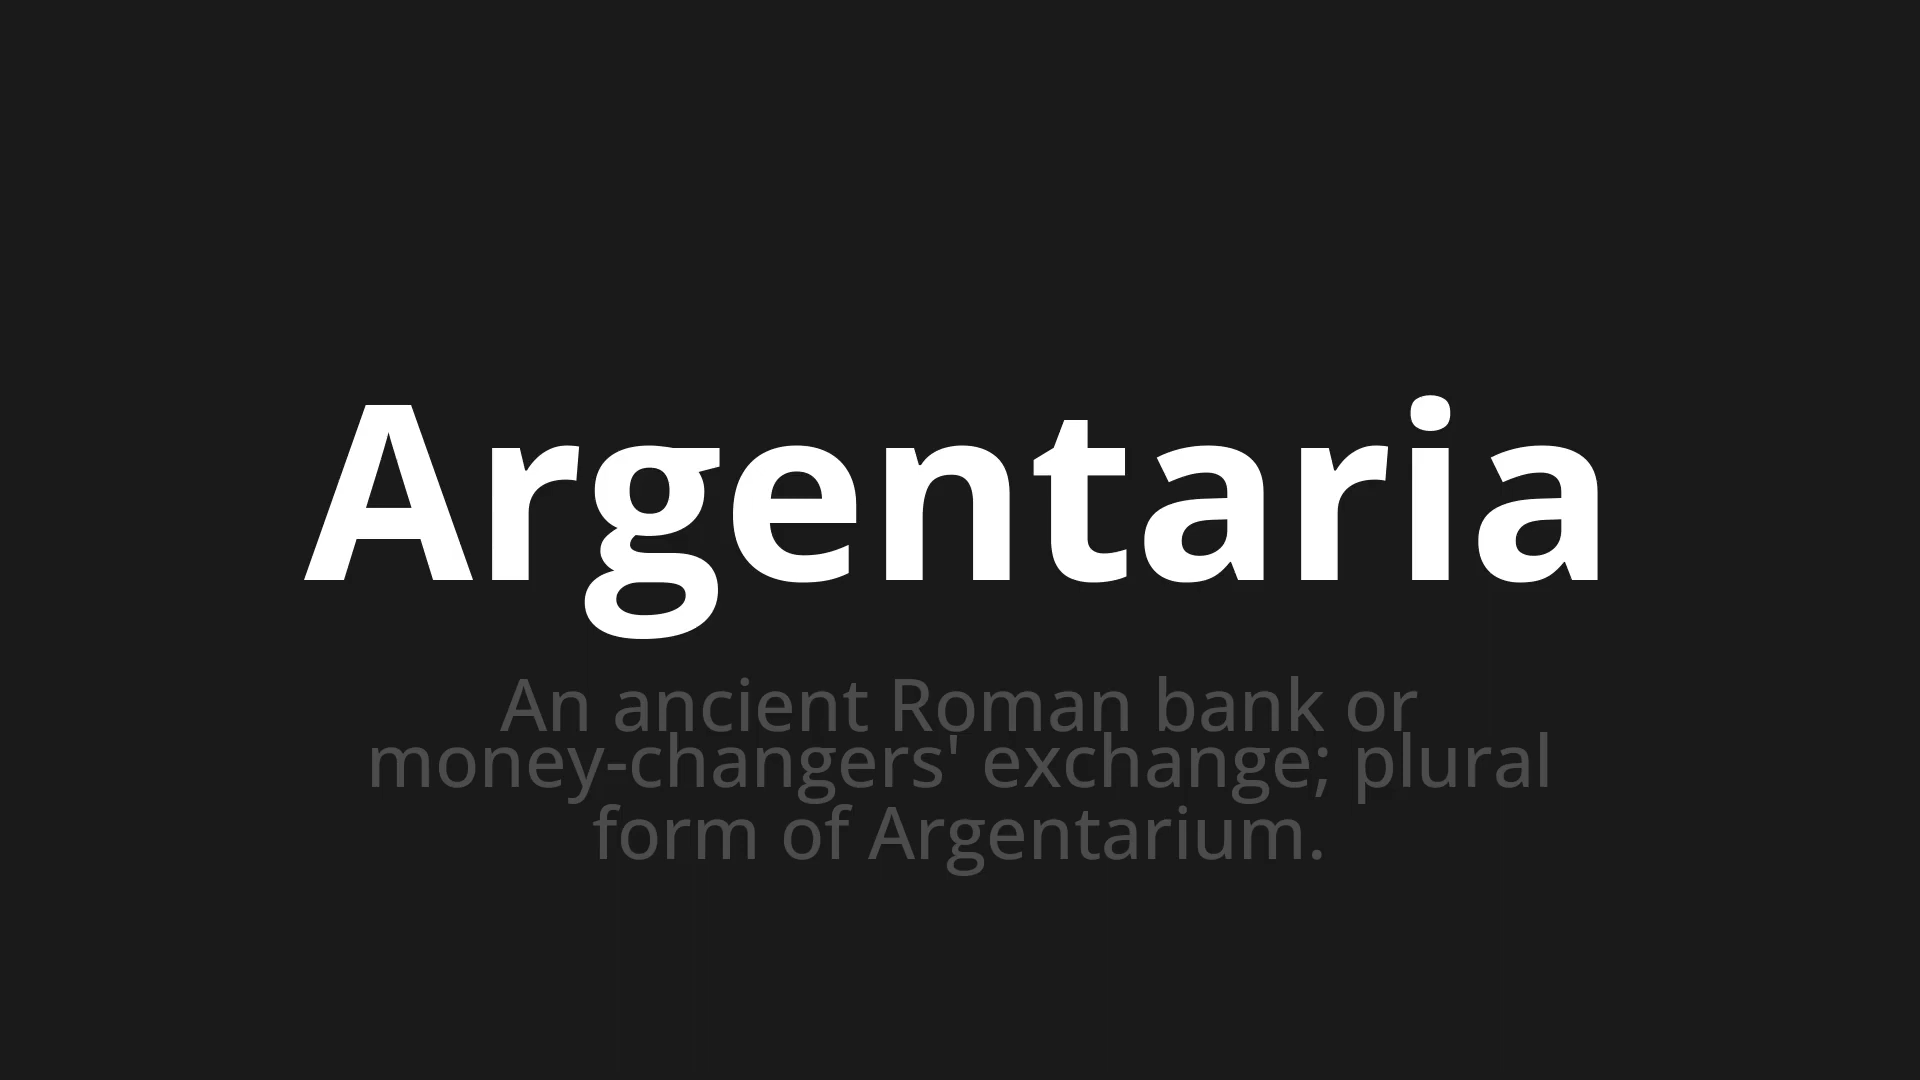 Argentaria
An ancient Roman bank or
money-changers' exchange; plural
form of Argentarium.